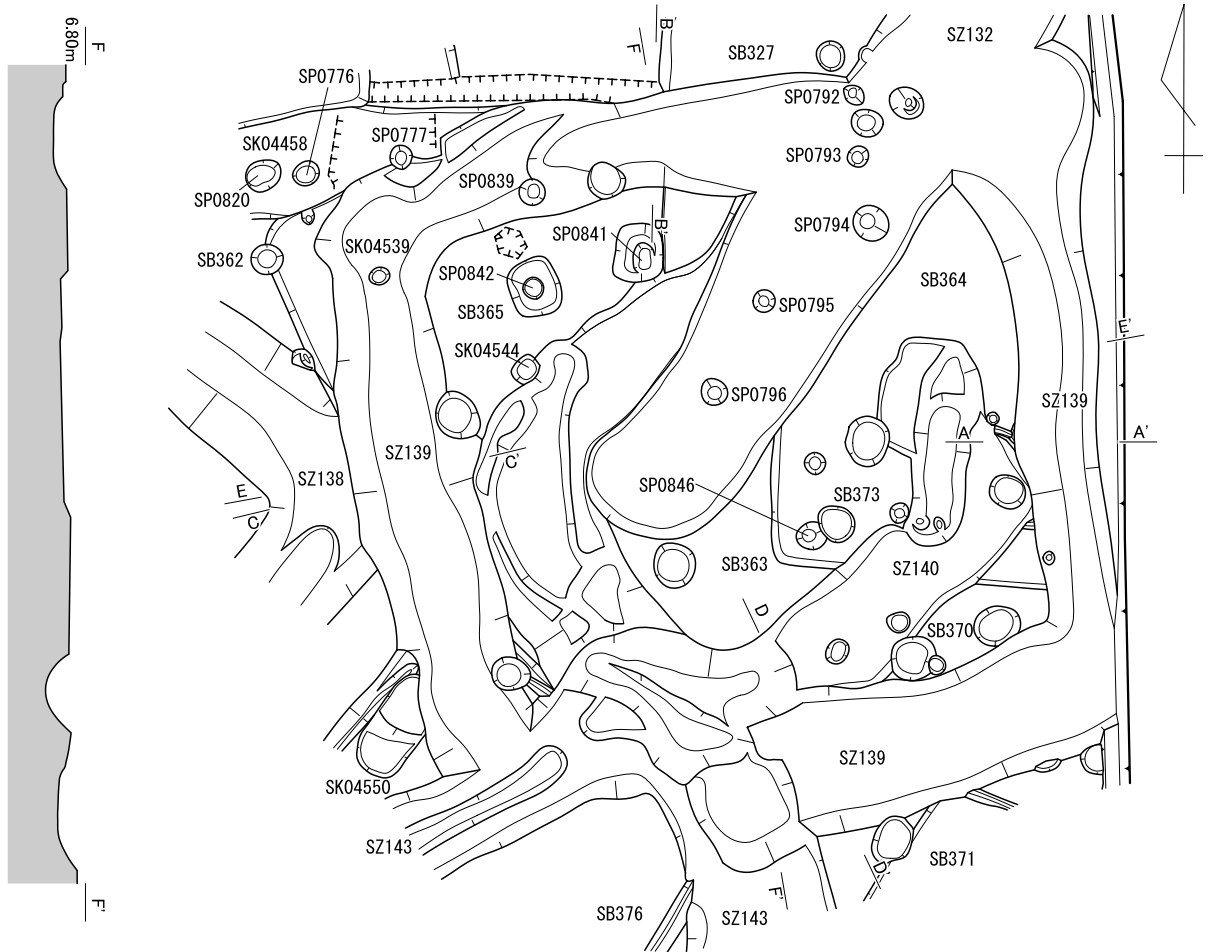 6.80m
F
B'
F
SB327
SZ132
SP0776
SP0792
SP0777
SK04458
SP0793
SP0839
SP0820
SP0841
B'
SP0794
SB362
SK04539
SP0842
SB364
SB365
SP0795
E'
SK04544
SP0796
SZ139
A
A'
SZ139
C'
SZ138
SP0846
SB373
E
C
SB363
SZ140
D
SB370
SZ139
SK04550
SZ143
SB371
D'
F'
F'
SB376
SZ143